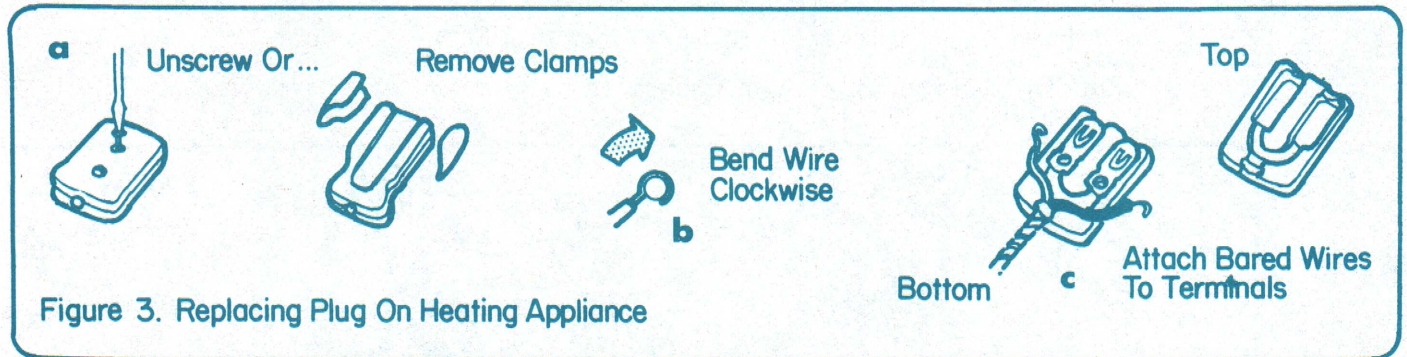 a
Unscrew Or...
Remove Clamps
b
Bend Wire
Clockwise
Top
Bottom
c
Attach Bared Wires
To Terminals
Figure 3. Replacing Plug On Heating Appliance